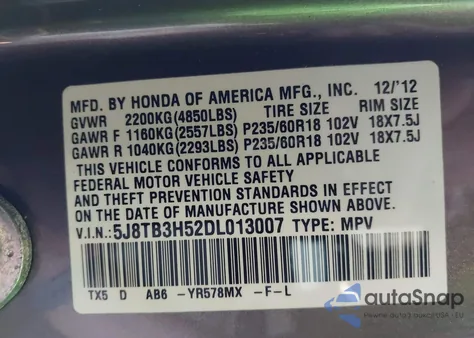 MFD. BY HONDA OF AMERICA MFG., INC. 12/'12
GVWR 2200KG(4850LBS) TIRE SIZE RIM SIZE
GAWR F 1160KG(2557LBS) P235/60R18 102V 18X7.5J
GAWR R 1040KG(2293LBS) P235/60R18 102V 18X7.5J
THIS VEHICLE CONFORMS TO ALL APPLICABLE
FEDERAL MOTOR VEHICLE SAFETY
AND THEFT PREVENTION STANDARDS IN EFFECT
ON THE DATE OF MANUFACTURE SHOWN ABOVE.
V.I.N.: 5J8TB3H52DL013007 TYPE: MPV
TX5 D AB6 -YR578MX -F-L
autoSnap